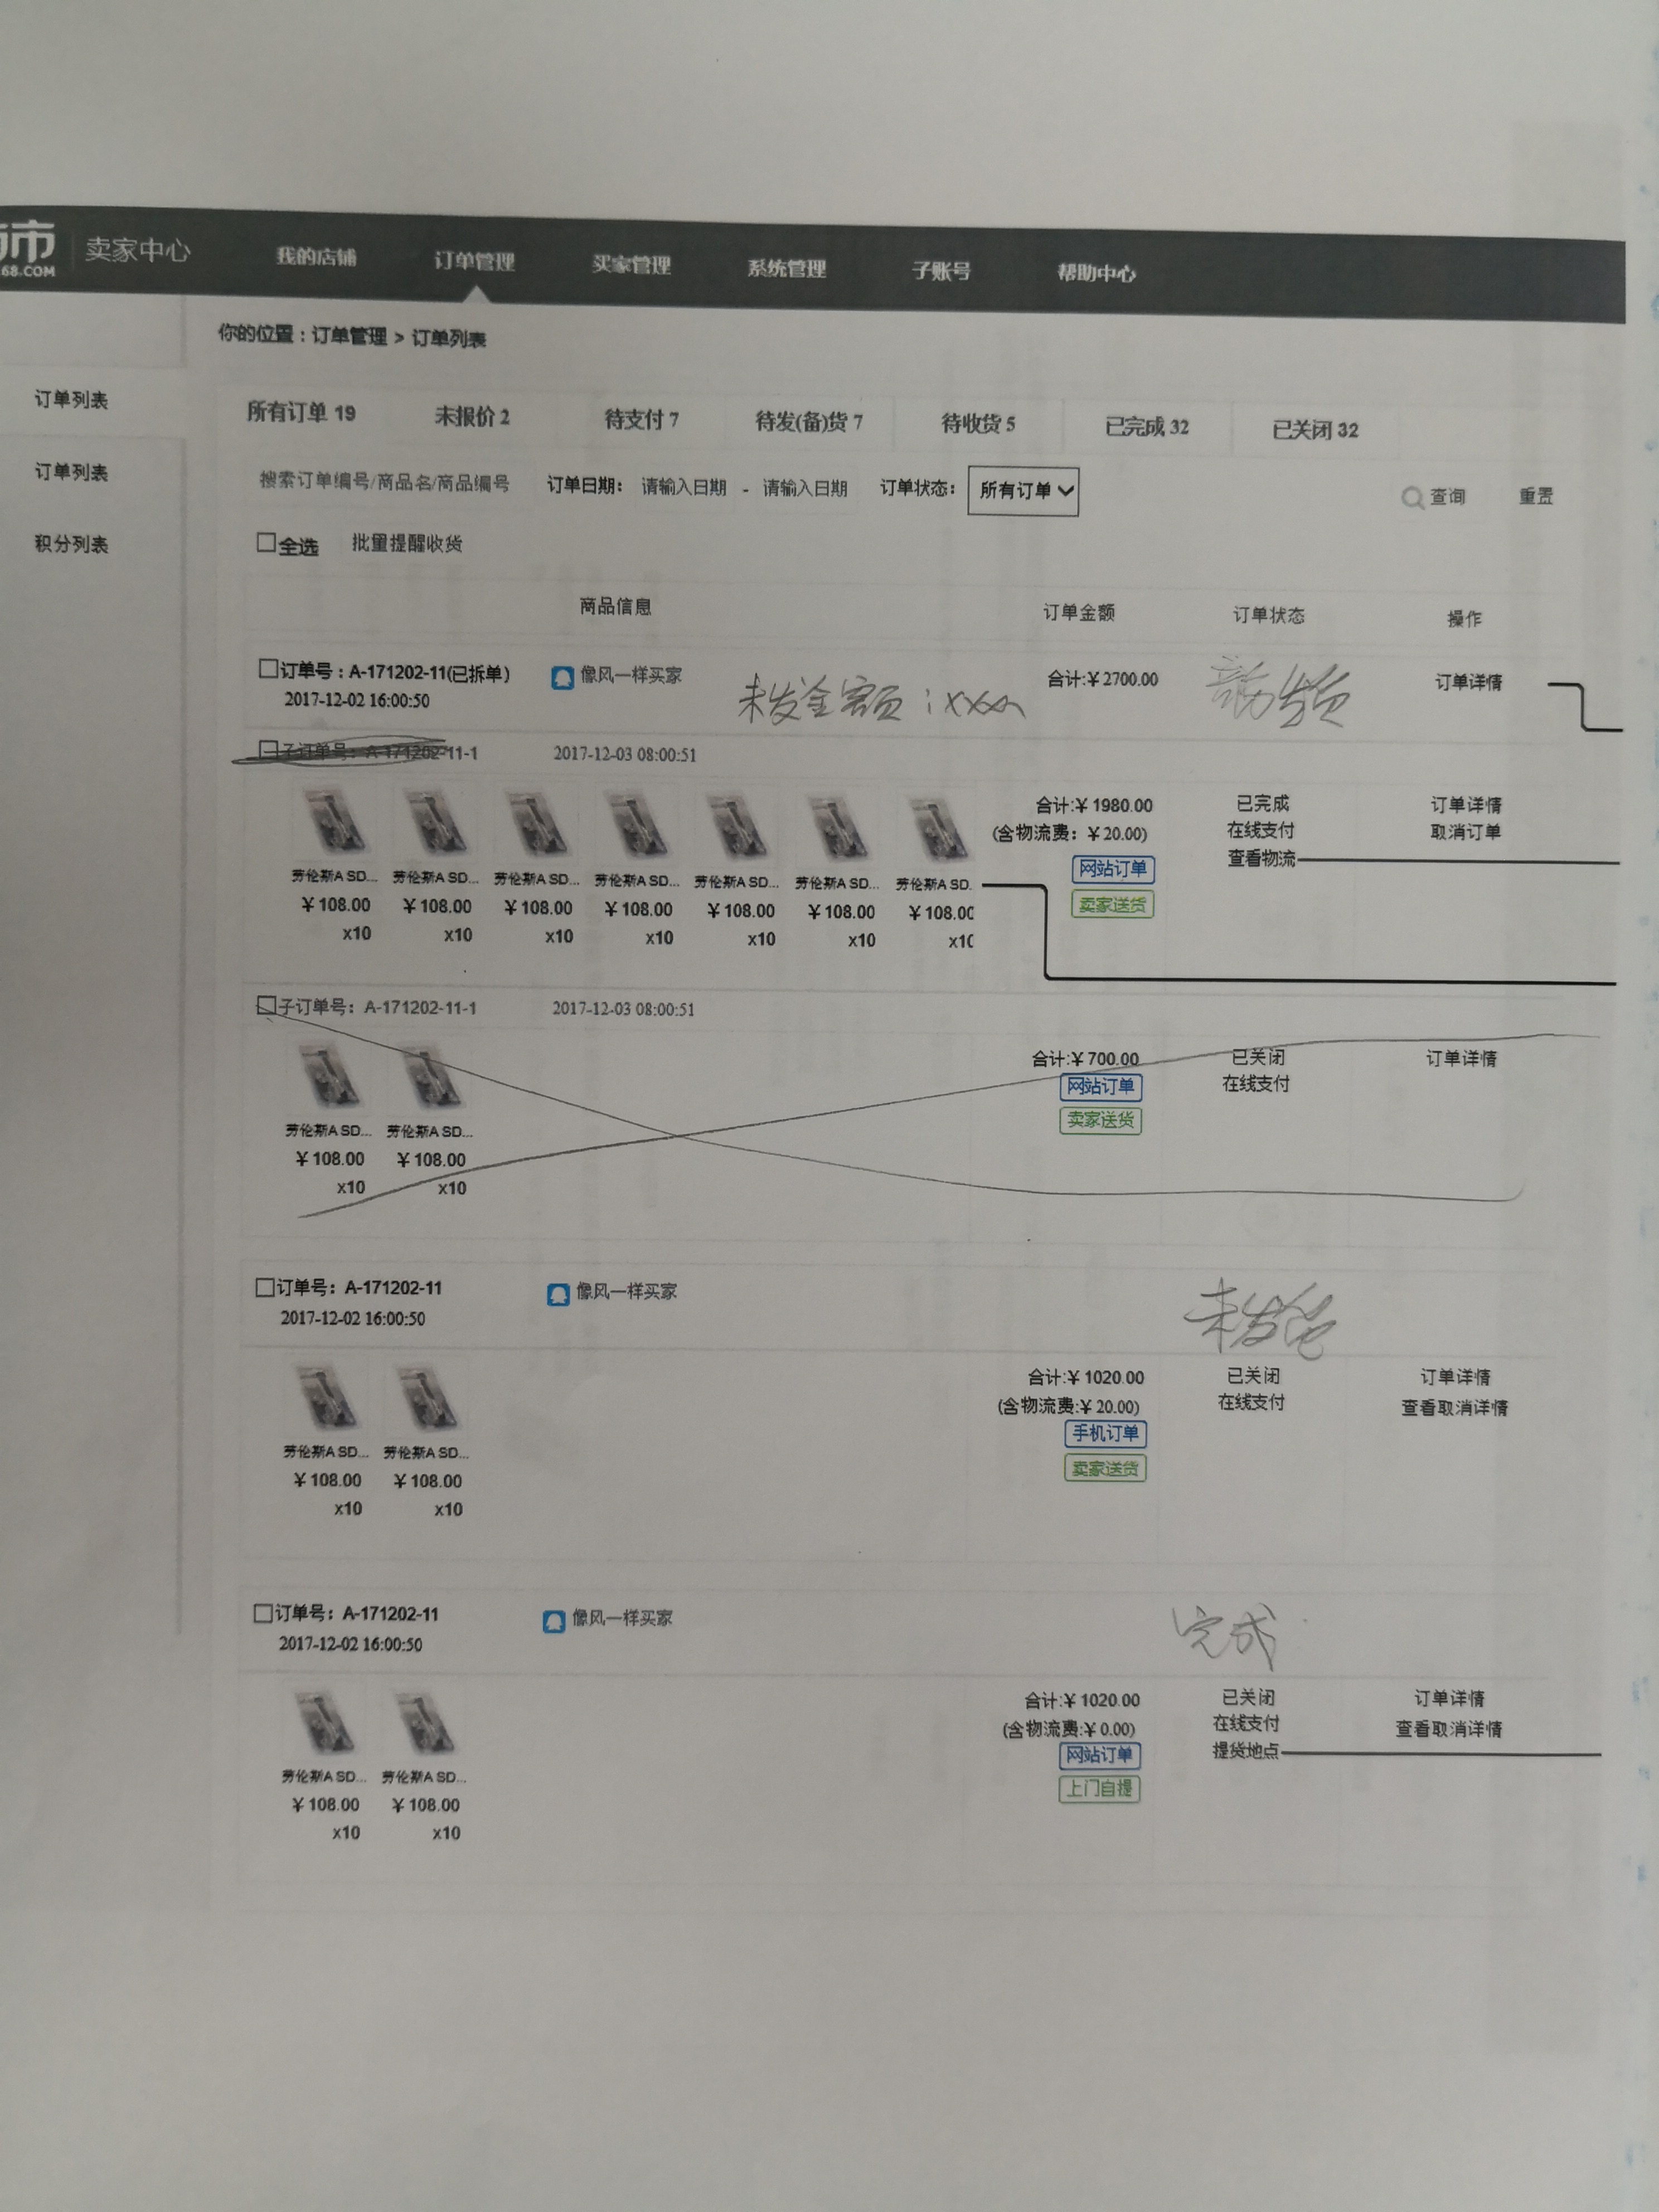 市 卖家中心 我的店铺 订单管理 买家管理 系统管理 子账号 帮助中心
68.COM
你的位置：订单管理 > 订单列表
订单列表
订单列表
积分列表
所有订单 19 未报价 2 待支付 7 待发(备)货 7 待收货 5 已完成 32 已关闭 32
搜索订单编号/商品名/商品编号 订单日期： 请输入日期 - 请输入日期 订单状态： 所有订单 查询 重置
全选 批量提醒收货
商品信息 订单金额 订单状态 操作
订单号：A-171202-11(已拆单) 像风一样买家 合计:¥2700.00 订单详情
2017-12-02 16:00:50 未发金额：xxx 部分发货
子订单号：A-171202-11-1 2017-12-03 08:00:51
合计:¥1980.00 已完成 订单详情
(含物流费：¥20.00) 在线支付 取消订单
网站订单 查看物流
劳伦斯A SD... 劳伦斯A SD... 劳伦斯A SD... 劳伦斯A SD... 劳伦斯A SD... 劳伦斯A SD... 劳伦斯A SD.
¥108.00 ¥108.00 ¥108.00 ¥108.00 ¥108.00 ¥108.00 ¥108.00 卖家送货
x10 x10 x10 x10 x10 x10 x10
子订单号：A-171202-11-1 2017-12-03 08:00:51
合计:¥700.00 已关闭 订单详情
网站订单 在线支付
卖家送货
劳伦斯A SD... 劳伦斯A SD...
¥108.00 ¥108.00
x10 x10
订单号：A-171202-11 像风一样买家
2017-12-02 16:00:50 未发
合计:¥1020.00 已关闭 订单详情
(含物流费:¥20.00) 在线支付 查看取消详情
手机订单
劳伦斯A SD... 劳伦斯A SD... 卖家送货
¥108.00 ¥108.00
x10 x10
订单号：A-171202-11 像风一样买家 完成
2017-12-02 16:00:50
合计:¥1020.00 已关闭 订单详情
(含物流费:¥0.00) 在线支付 查看取消详情
网站订单 提货地点
劳伦斯A SD... 劳伦斯A SD... 上门自提
¥108.00 ¥108.00
x10 x10